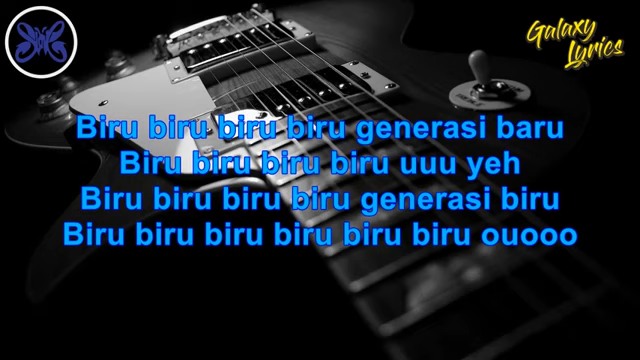 Galaxy
Lyrics
Biru biru biru biru generasi baru
Biru biru biru biru uuu yeh
Biru biru biru biru generasi biru
Biru biru biru biru biru biru ouooo